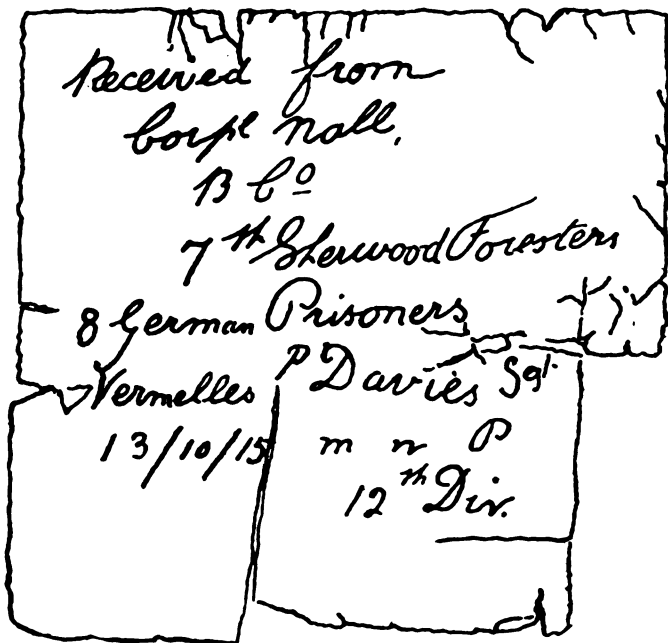 Received from
Corpl Nall,
B Co
7th Sherwood Foresters
8 German Prisoners
P Davies Sgt.
Vermelles
13/10/15
m m P
12th Div.